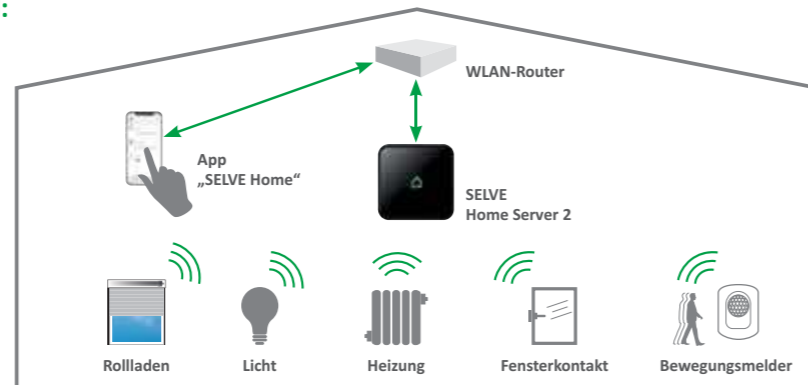 :
WLAN-Router
App
„SELVE Home“
SELVE
Home Server 2
Rollladen
Licht
Heizung
Fensterkontakt
Bewegungsmelder